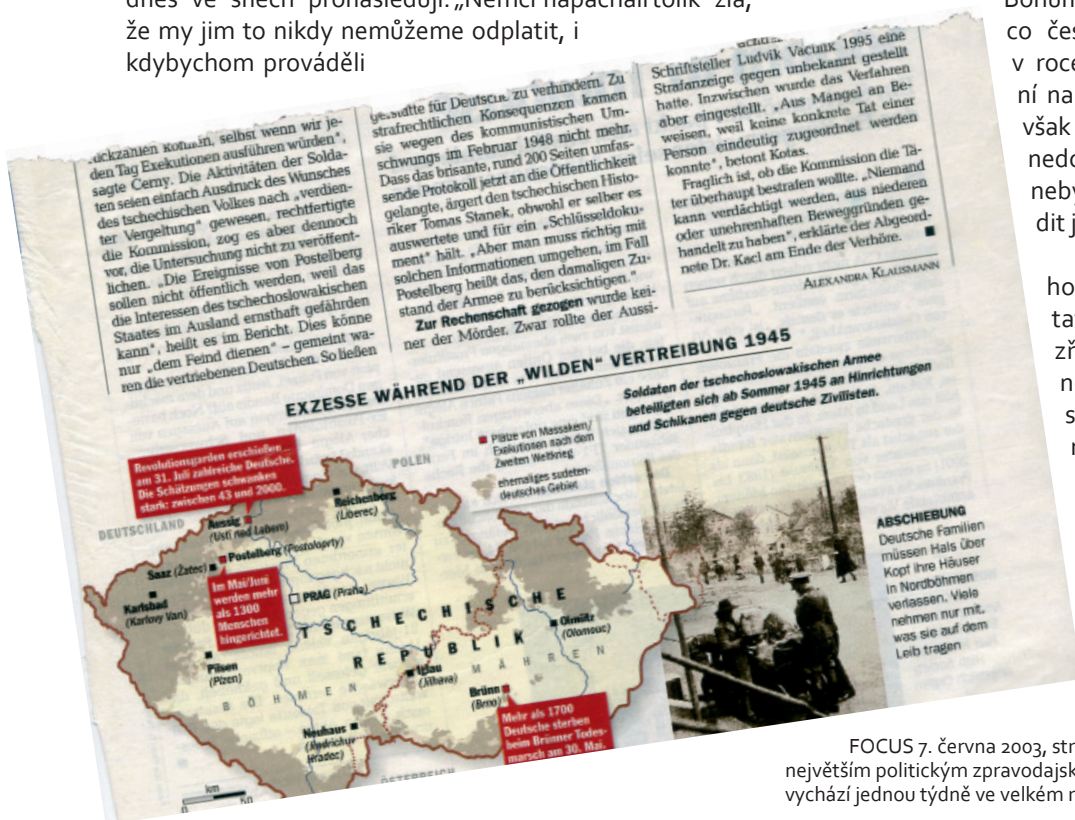 dnes ve snech pronásledují. „Němci napáchali tolik zla,
že my jim to nikdy nemůžeme odplatit, i
kdybychom prováděli
co čes
v roce
ní na
však
nedo
neby
dit j
ho
ta
zř
n
s
selbst wenn wir je-
den Tag Exekutionen ausführen würden“,
sagte Cerny. Die Aktivitäten der Solda-
ten seien einfach Ausdruck des Wunsches
des tschechischen Volkes nach „verdien-
ter Vergeltung“ gewesen, rechtfertigte
die Kommission, zog es aber dennoch
vor, die Untersuchung nicht zu veröffent-
lichen. „Die Ereignisse von Postelberg
sollen nicht öffentlich werden, weil das
die Interessen des tschechoslowakischen
Staates im Ausland ernsthaft gefährden
kann“, heißt es im Bericht. Dies könne
nur „dem Feind dienen“ – gemeint wa-
ren die vertriebenen Deutschen. So ließen
für Deutsche zu verhindern. Zu
strafrechtlichen Konsequenzen kamen
sie wegen des kommunistischen Um-
schwungs im Februar 1948 nicht mehr.
Dass das brisante, rund 200 Seiten umfas-
sende Protokoll jetzt an die Öffentlichkeit
gelangte, ärgert den tschechischen Histo-
riker Tomas Stanek, obwohl er selber es
auswertete und für ein „Schlüsseldoku-
ment“ hält. „Aber man muss richtig mit
solchen Informationen umgehen, im Fall
Postelberg heißt das, den damaligen Zu-
stand der Armee zu berücksichtigen.“
Zur Rechenschaft gezogen wurde kei-
ner der Mörder. Zwar rollte der Aussi-
Schriftsteller Ludvik 1995 eine
Strafanzeige gegen unbekannt gestellt
hatte. Inzwischen wurde das Verfahren
aber eingestellt. „Aus Mangel an Be-
weisen, weil keine konkrete Tat einer
Person eindeutig zugeordnet werden
konnte“, betont Kotas.
Fraglich ist, ob die Kommission die Tä-
ter überhaupt bestrafen wollte. „Niemand
kann verdächtigt werden, aus niederen
oder unehrenhaften Beweggründen ge-
handelt zu haben“, erklärte der Abgeord-
nete Dr. Kacl am Ende der Verhöre. ■
ALEXANDRA KLAUSMANN
EXZESSE WÄHREND DER „WILDEN“ VERTREIBUNG 1945
Soldaten der tschechoslowakischen Armee
beteiligten sich ab Sommer 1945 an Hinrichtungen
und Schikanen gegen deutsche Zivilisten.
Plätze von Massakern/
Exekutionen nach dem
Zweiten Weltkrieg
ehemaliges sudeten-
deutsches Gebiet
Revolutionsgarden erschießen
am 31. Juli zahlreiche Deutsche.
Die Schätzungen schwanken
stark: zwischen 43 und 2000.
POLEN
DEUTSCHLAND
Reichenberg
(Liberec)
Aussig
(Usti nad Labem)
Postelberg (Postoloprty)
Saaz (Žatec)
Im Mai/Juni
werden mehr
als 1300
Menschen
hingerichtet.
Karlsbad
(Karlovy Vari)
PRAG (Praha)
TSCHECHISCHE
REPUBLIK
Pilsen
(Plzen)
BÖHMEN
MÄHREN
Olmütz
(Olomouc)
Iglau
(Jihlava)
Brünn
(Brno)
Neuhaus
(Jindrichuv
Hradec)
Mehr als 1700
Deutsche sterben
beim Brünner Todes-
marsch am 30. Mai.
ÖSTERREICH
km
0
ABSCHIEBUNG
Deutsche Familien
müssen Hals über
Kopf ihre Häuser
in Nordböhmen
verlassen. Viele
nehmen nur mit,
was sie auf dem
Leib tragen
FOCUS 7. června 2003, str
největším politickým zpravodajsk
vychází jednou týdně ve velkém n